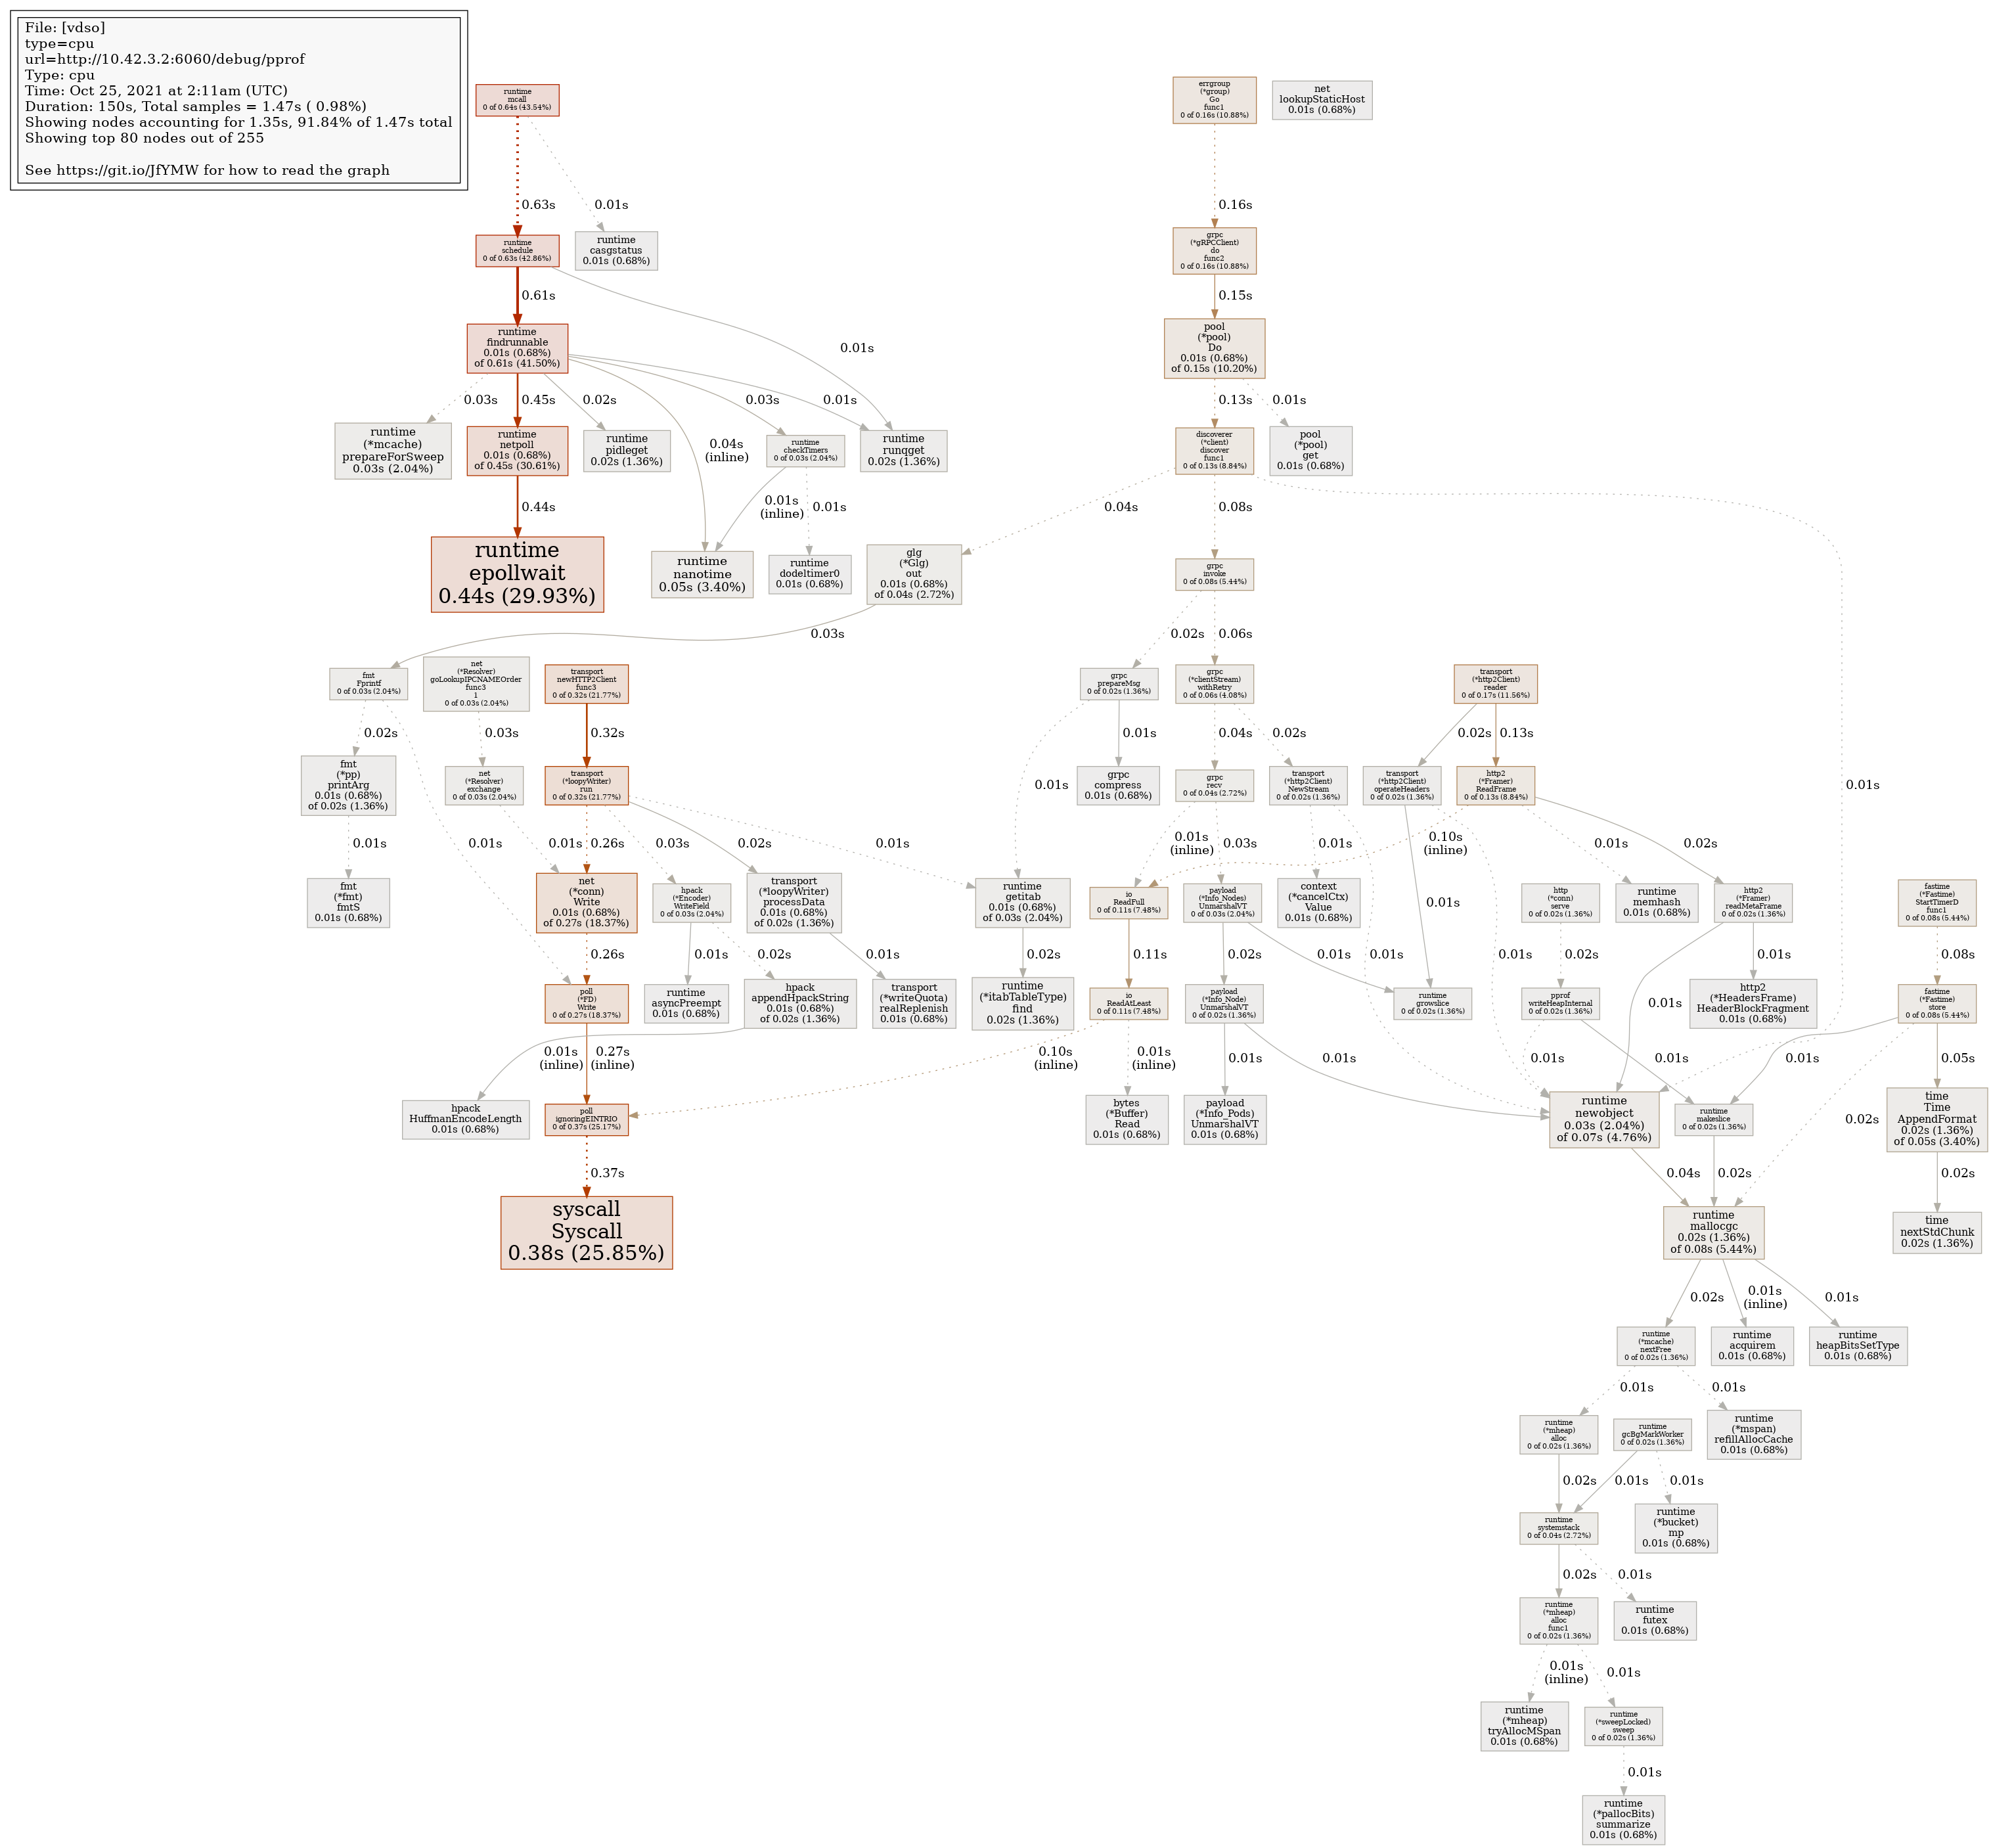 File: [vdso]
type=cpu
url=http://10.42.3.2:6060/debug/pprof
Type: cpu
Time: Oct 25, 2021 at 2:11am (UTC)
Duration: 150s, Total samples = 1.47s ( 0.98%)
Showing nodes accounting for 1.35s, 91.84% of 1.47s total
Showing top 80 nodes out of 255
See https://git.io/JfYMW for how to read the graph
runtime
mcall
0 of 0.64s (43.54%)
errgroup
(*group)
Go
func1
0 of 0.16s (10.88%)
net
lookupStaticHost
0.01s (0.68%)
0.63s
0.01s
0.16s
runtime
schedule
0 of 0.63s (42.86%)
runtime
casgstatus
0.01s (0.68%)
grpc
(*gRPCClient)
do
func2
0 of 0.16s (10.88%)
0.61s
0.01s
0.15s
runtime
findrunnable
0.01s (0.68%)
of 0.61s (41.50%)
pool
(*pool)
Do
0.01s (0.68%)
of 0.15s (10.20%)
0.03s
0.45s
0.02s
0.04s
(inline)
0.03s
0.01s
0.13s
0.01s
runtime
(*mcache)
prepareForSweep
0.03s (2.04%)
runtime
netpoll
0.01s (0.68%)
of 0.45s (30.61%)
runtime
pidleget
0.02s (1.36%)
runtime
checkTimers
0 of 0.03s (2.04%)
runtime
runqget
0.02s (1.36%)
discoverer
(*client)
discover
func1
0 of 0.13s (8.84%)
pool
(*pool)
get
0.01s (0.68%)
0.44s
0.01s
(inline)
0.01s
0.04s
0.08s
0.01s
runtime
epollwait
0.44s (29.93%)
runtime
nanotime
0.05s (3.40%)
runtime
dodeltimer0
0.01s (0.68%)
glg
(*Glg)
out
0.01s (0.68%)
of 0.04s (2.72%)
grpc
invoke
0 of 0.08s (5.44%)
0.03s
0.02s
0.06s
fmt
Fprintf
0 of 0.03s (2.04%)
net
(*Resolver)
goLookupIPCNAMEOrder
func3
1
0 of 0.03s (2.04%)
transport
newHTTP2Client
func3
0 of 0.32s (21.77%)
grpc
prepareMsg
0 of 0.02s (1.36%)
grpc
(*clientStream)
withRetry
0 of 0.06s (4.08%)
transport
(*http2Client)
reader
0 of 0.17s (11.56%)
0.02s
0.01s
0.03s
0.32s
0.01s
0.01s
0.04s
0.02s
0.02s
0.13s
fmt
(*pp)
printArg
0.01s (0.68%)
of 0.02s (1.36%)
net
(*Resolver)
exchange
0 of 0.03s (2.04%)
transport
(*loopyWriter)
run
0 of 0.32s (21.77%)
grpc
compress
0.01s (0.68%)
grpc
recv
0 of 0.04s (2.72%)
transport
(*http2Client)
NewStream
0 of 0.02s (1.36%)
transport
(*http2Client)
operateHeaders
0 of 0.02s (1.36%)
http2
(*Framer)
ReadFrame
0 of 0.13s (8.84%)
0.01s
0.01s
0.26s
0.03s
0.02s
0.01s
0.01s
(inline)
0.03s
0.01s
0.01s
0.01s
0.01s
0.10s
(inline)
0.01s
0.02s
fmt
(*fmt)
fmtS
0.01s (0.68%)
net
(*conn)
Write
0.01s (0.68%)
of 0.27s (18.37%)
hpack
(*Encoder)
WriteField
0 of 0.03s (2.04%)
transport
(*loopyWriter)
processData
0.01s (0.68%)
of 0.02s (1.36%)
runtime
getitab
0.01s (0.68%)
of 0.03s (2.04%)
io
ReadFull
0 of 0.11s (7.48%)
payload
(*Info_Nodes)
UnmarshalVT
0 of 0.03s (2.04%)
context
(*cancelCtx)
Value
0.01s (0.68%)
http
(*conn)
serve
0 of 0.02s (1.36%)
runtime
memhash
0.01s (0.68%)
http2
(*Framer)
readMetaFrame
0 of 0.02s (1.36%)
fastime
(*Fastime)
StartTimerD
func1
0 of 0.08s (5.44%)
0.26s
0.01s
0.02s
0.01s
0.02s
0.11s
0.02s
0.01s
0.01s
0.02s
0.01s
0.01s
0.08s
poll
(*FD)
Write
0 of 0.27s (18.37%)
runtime
asyncPreempt
0.01s (0.68%)
hpack
appendHpackString
0.01s (0.68%)
of 0.02s (1.36%)
transport
(*writeQuota)
realReplenish
0.01s (0.68%)
runtime
(*itabTableType)
find
0.02s (1.36%)
io
ReadAtLeast
0 of 0.11s (7.48%)
payload
(*Info_Node)
UnmarshalVT
0 of 0.02s (1.36%)
runtime
growslice
0 of 0.02s (1.36%)
pprof
writeHeapInternal
0 of 0.02s (1.36%)
http2
(*HeadersFrame)
HeaderBlockFragment
0.01s (0.68%)
fastime
(*Fastime)
store
0 of 0.08s (5.44%)
0.01s
(inline)
0.27s
(inline)
0.10s
(inline)
0.01s
(inline)
0.01s
0.01s
0.01s
0.01s
0.01s
0.02s
0.05s
hpack
HuffmanEncodeLength
0.01s (0.68%)
poll
ignoringEINTRIO
0 of 0.37s (25.17%)
bytes
(*Buffer)
Read
0.01s (0.68%)
payload
(*Info_Pods)
UnmarshalVT
0.01s (0.68%)
runtime
newobject
0.03s (2.04%)
of 0.07s (4.76%)
runtime
makeslice
0 of 0.02s (1.36%)
time
Time
AppendFormat
0.02s (1.36%)
of 0.05s (3.40%)
0.37s
0.04s
0.02s
0.02s
syscall
Syscall
0.38s (25.85%)
runtime
mallocgc
0.02s (1.36%)
of 0.08s (5.44%)
time
nextStdChunk
0.02s (1.36%)
0.02s
0.01s
(inline)
0.01s
runtime
(*mcache)
nextFree
0 of 0.02s (1.36%)
runtime
acquirem
0.01s (0.68%)
runtime
heapBitsSetType
0.01s (0.68%)
0.01s
0.01s
runtime
(*mheap)
alloc
0 of 0.02s (1.36%)
runtime
gcBgMarkWorker
0 of 0.02s (1.36%)
runtime
(*mspan)
refillAllocCache
0.01s (0.68%)
0.02s
0.01s
0.01s
runtime
systemstack
0 of 0.04s (2.72%)
runtime
(*bucket)
mp
0.01s (0.68%)
0.02s
0.01s
runtime
(*mheap)
alloc
func1
0 of 0.02s (1.36%)
runtime
futex
0.01s (0.68%)
0.01s
(inline)
0.01s
runtime
(*mheap)
tryAllocMSpan
0.01s (0.68%)
runtime
(*sweepLocked)
sweep
0 of 0.02s (1.36%)
0.01s
runtime
(*pallocBits)
summarize
0.01s (0.68%)